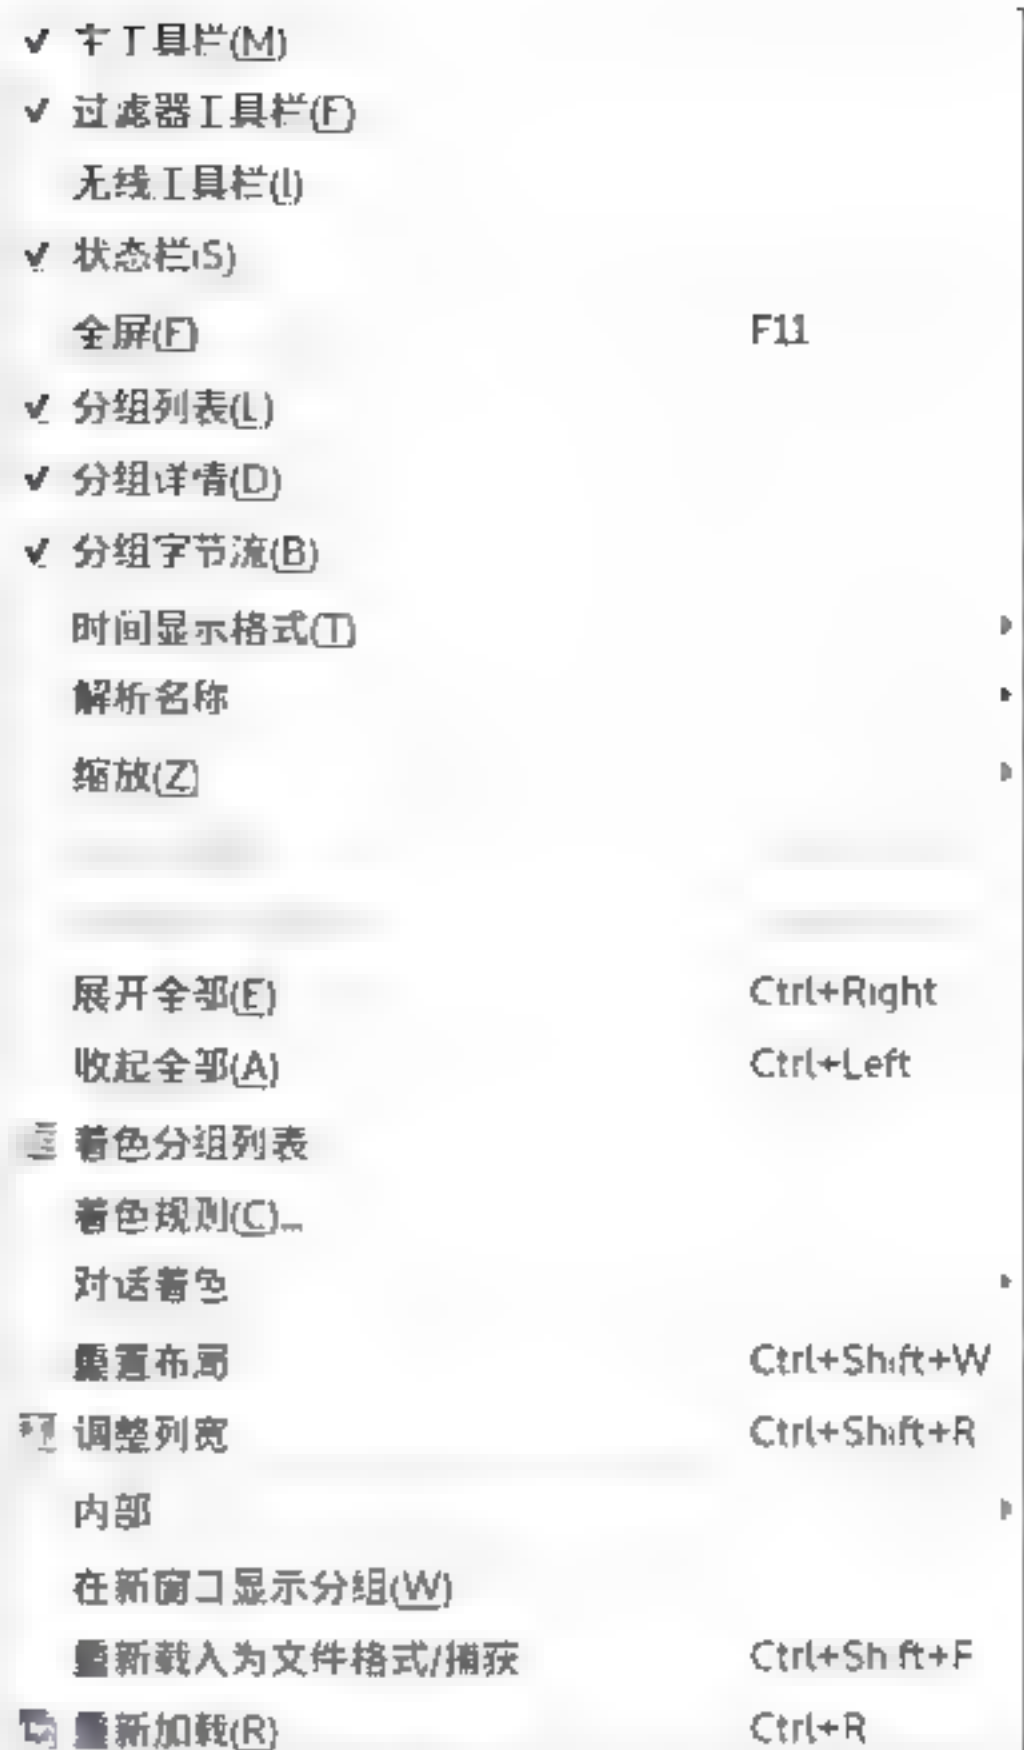 ✓ 主工具栏(M)
✓ 过滤器工具栏(F)
无线工具栏(I)
✓ 状态栏(S)
全屏(F) F11
✓ 分组列表(L)
✓ 分组详情(D)
✓ 分组字节流(B)
时间显示格式(T)
解析名称
缩放(Z)
展开全部(E) Ctrl+Right
收起全部(A) Ctrl+Left
着色分组列表
着色规则(C)...
对话着色
重置布局 Ctrl+Shift+W
调整列宽 Ctrl+Shift+R
内部
在新窗口显示分组(W)
重新载入为文件格式/捕获 Ctrl+Shift+F
重新加载(R) Ctrl+R